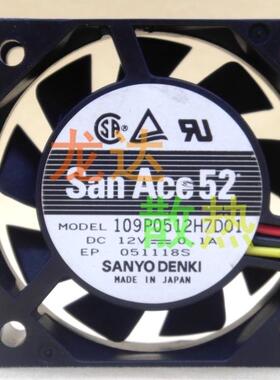 SA
San Ace 52
MODEL 109P0512H7D01
DC 12V 0.1A
EP 051118S
SANYO DENKI
MADE IN JAPAN
龙达
散热